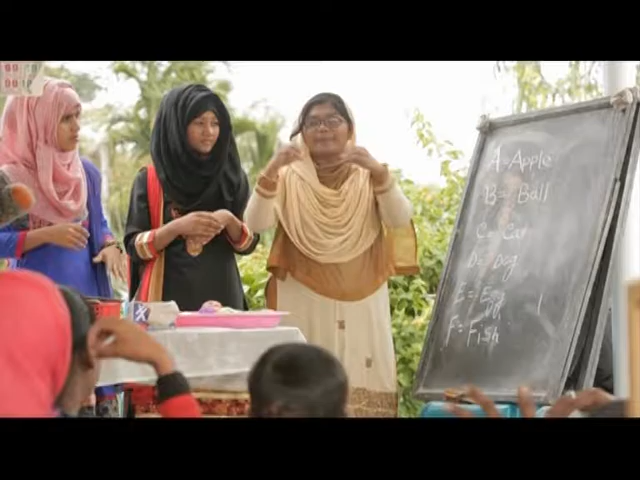 A = Apple
B = Ball
C = Cat
D = Dog
E = Egg
F = Fish